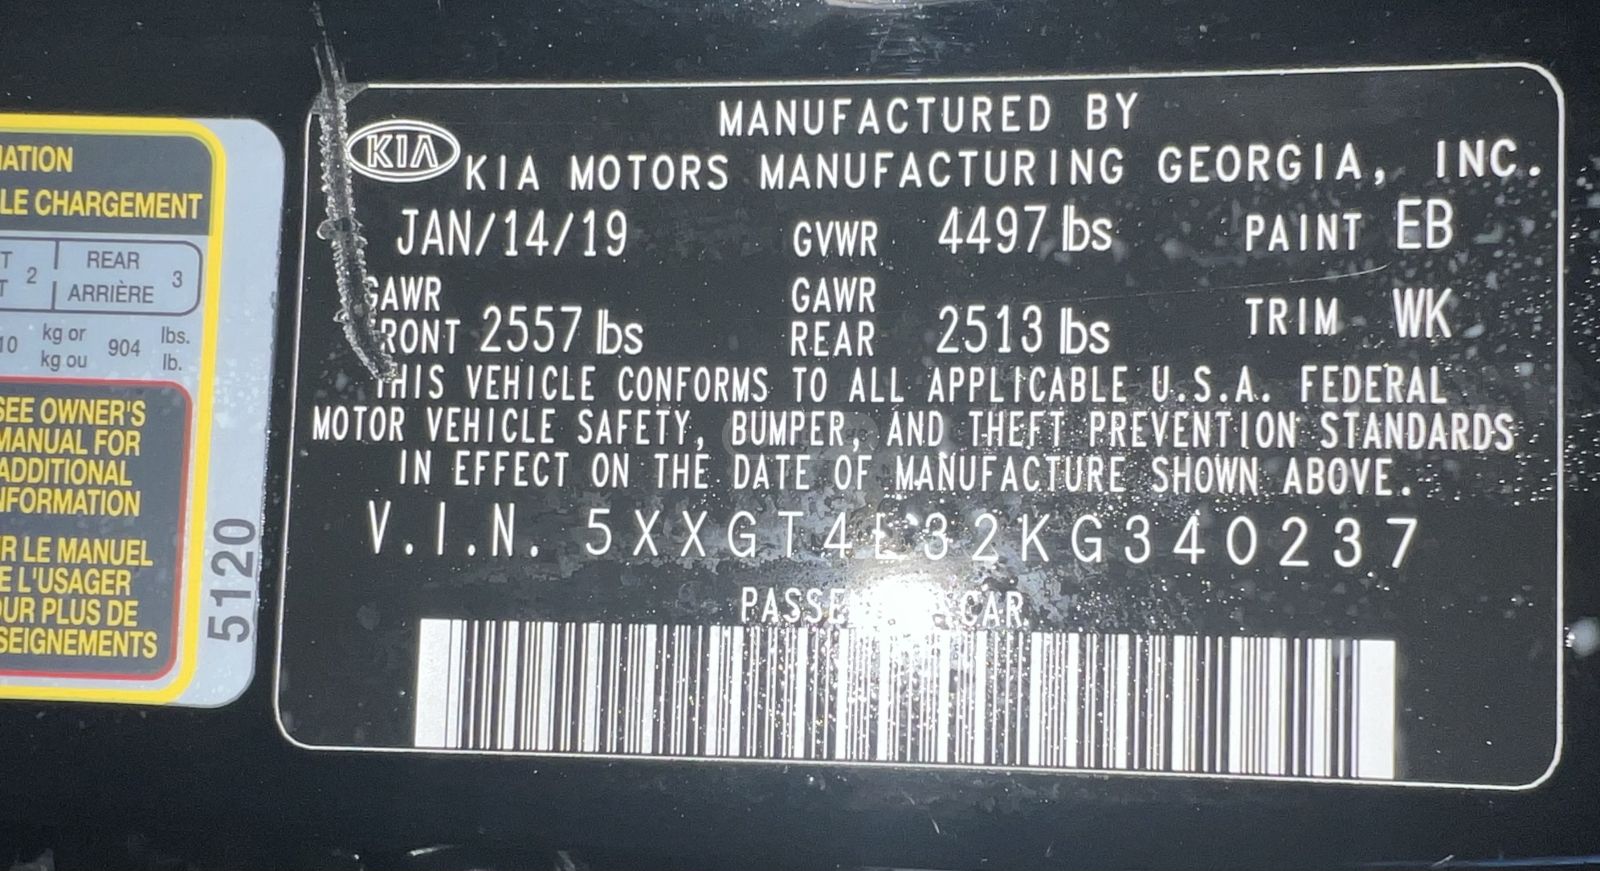 MANUFACTURED BY
KIA KIA MOTORS MANUFACTURING GEORGIA, INC.
JAN/14/19 GVWR 4497 lbs PAINT EB
GAWR GAWR
FRONT 2557 lbs REAR 2513 lbs TRIM WK
THIS VEHICLE CONFORMS TO ALL APPLICABLE U.S.A. FEDERAL
MOTOR VEHICLE SAFETY, BUMPER, AND THEFT PREVENTION STANDARDS
IN EFFECT ON THE DATE OF MANUFACTURE SHOWN ABOVE.
V.I.N. 5XXGT4L32KG340237
PASSENGER CAR
MATION
LE CHARGEMENT
T 2 REAR 3
T ARRIÈRE
10 kg or 904 lbs.
kg ou lb.
SEE OWNER'S
MANUAL FOR
ADDITIONAL
INFORMATION
R LE MANUEL
E L'USAGER
OUR PLUS DE
SEIGNEMENTS
5120